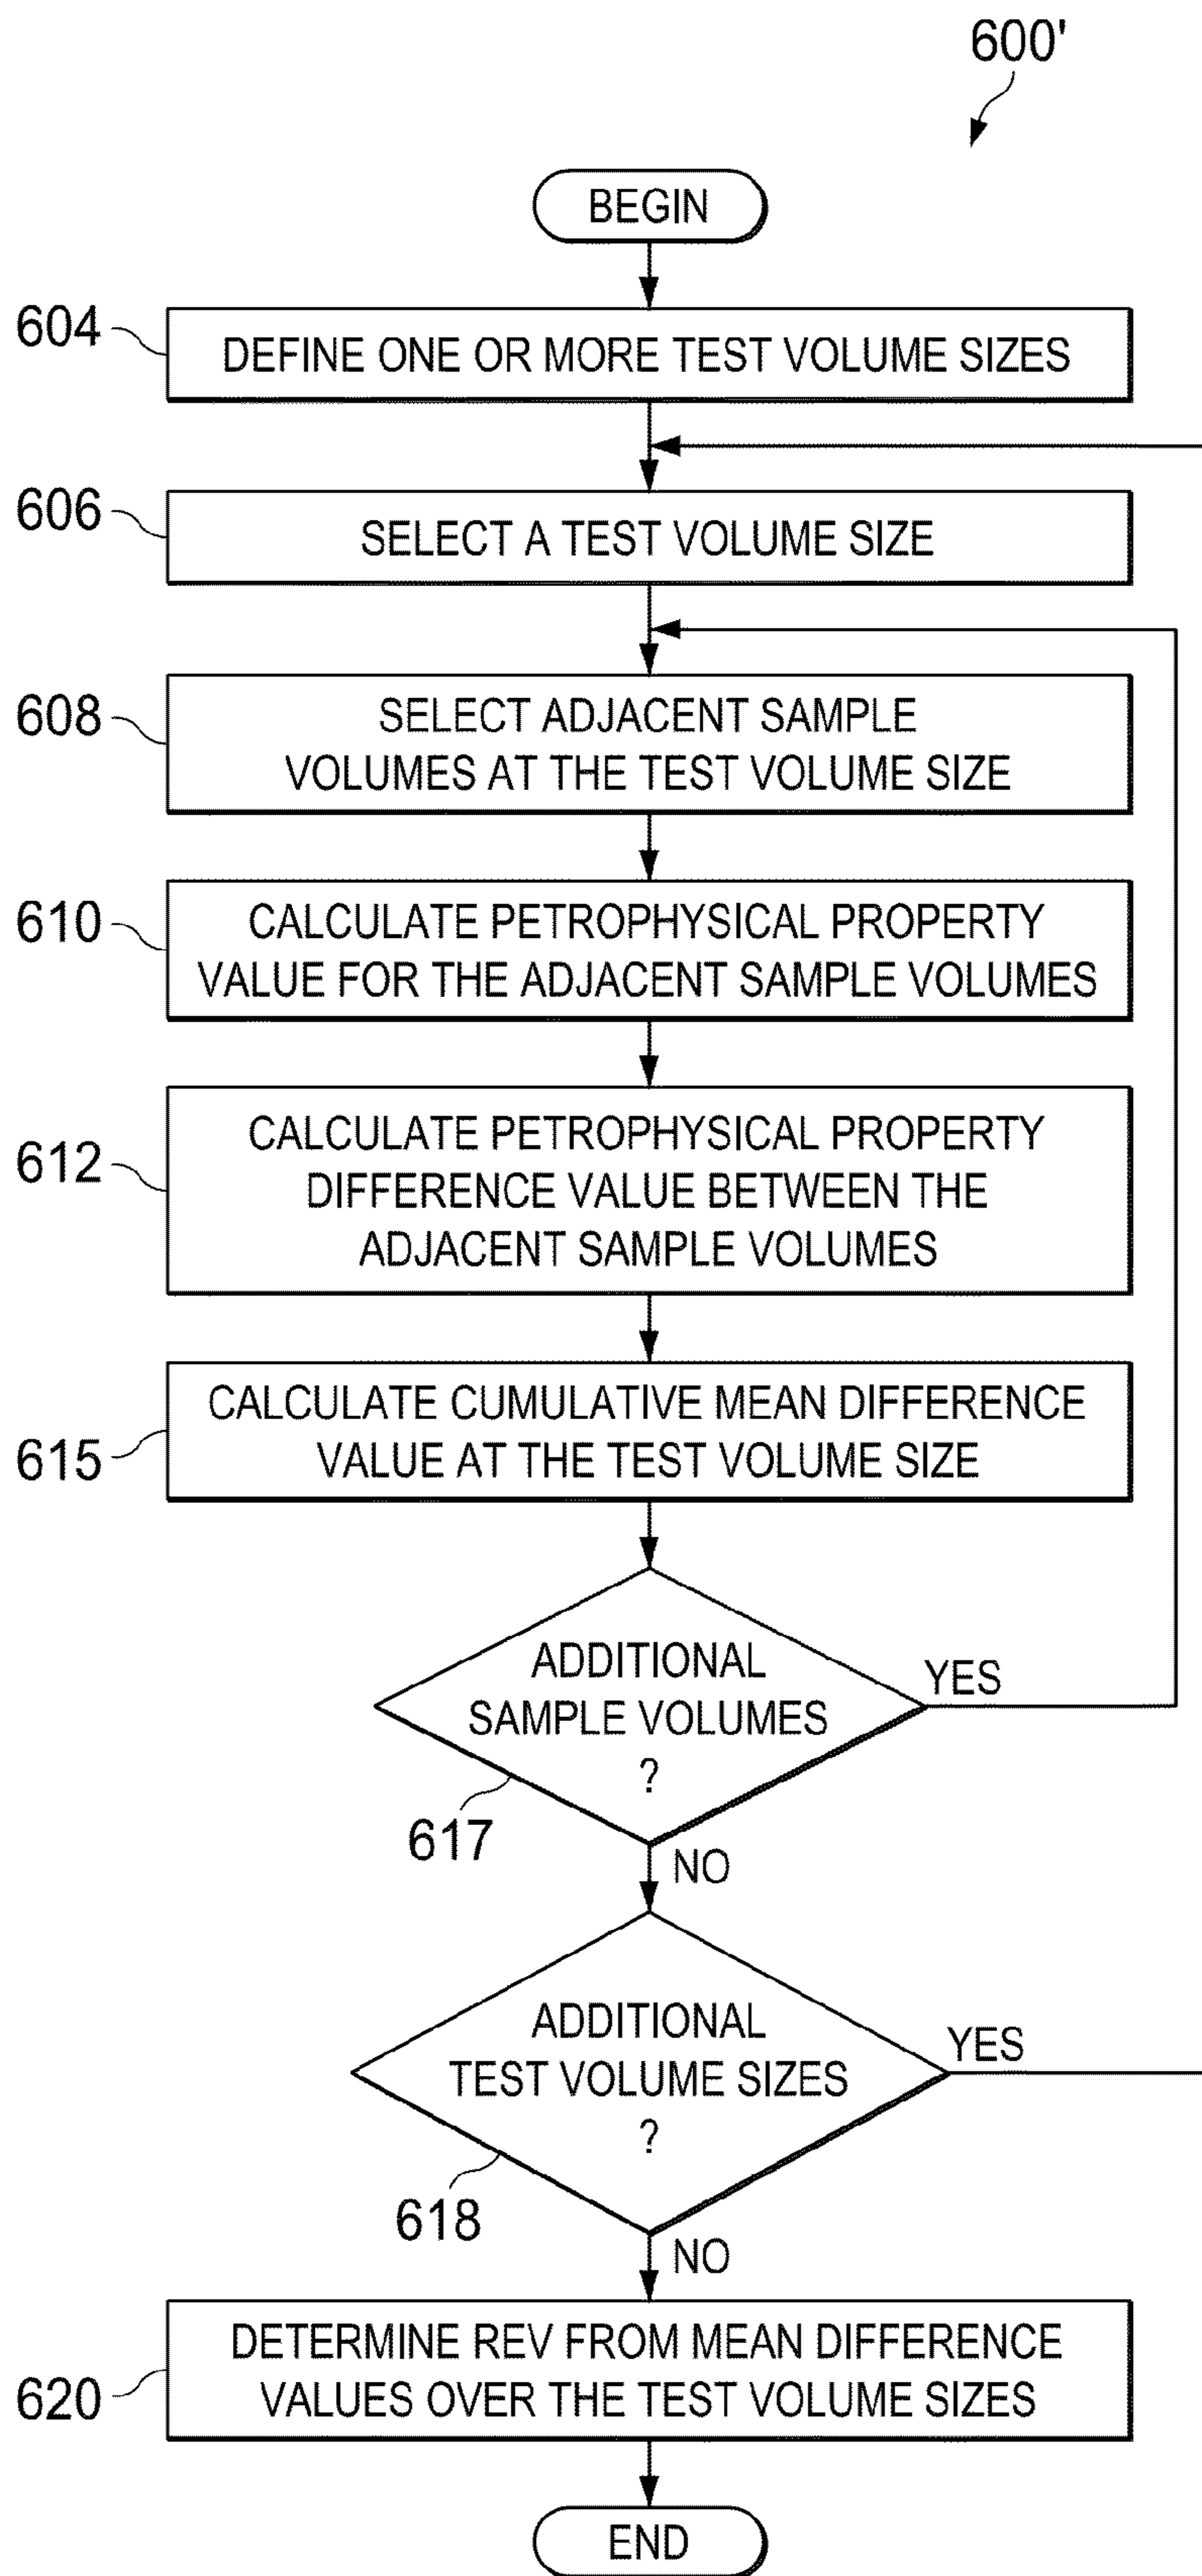 600'
BEGIN
604
DEFINE ONE OR MORE TEST VOLUME SIZES
606
SELECT A TEST VOLUME SIZE
608
SELECT ADJACENT SAMPLE
VOLUMES AT THE TEST VOLUME SIZE
610
CALCULATE PETROPHYSICAL PROPERTY
VALUE FOR THE ADJACENT SAMPLE VOLUMES
612
CALCULATE PETROPHYSICAL PROPERTY
DIFFERENCE VALUE BETWEEN THE
ADJACENT SAMPLE VOLUMES
615
CALCULATE CUMULATIVE MEAN DIFFERENCE
VALUE AT THE TEST VOLUME SIZE
ADDITIONAL
SAMPLE VOLUMES
?
YES
617
NO
ADDITIONAL
TEST VOLUME SIZES
?
YES
618
NO
620
DETERMINE REV FROM MEAN DIFFERENCE
VALUES OVER THE TEST VOLUME SIZES
END